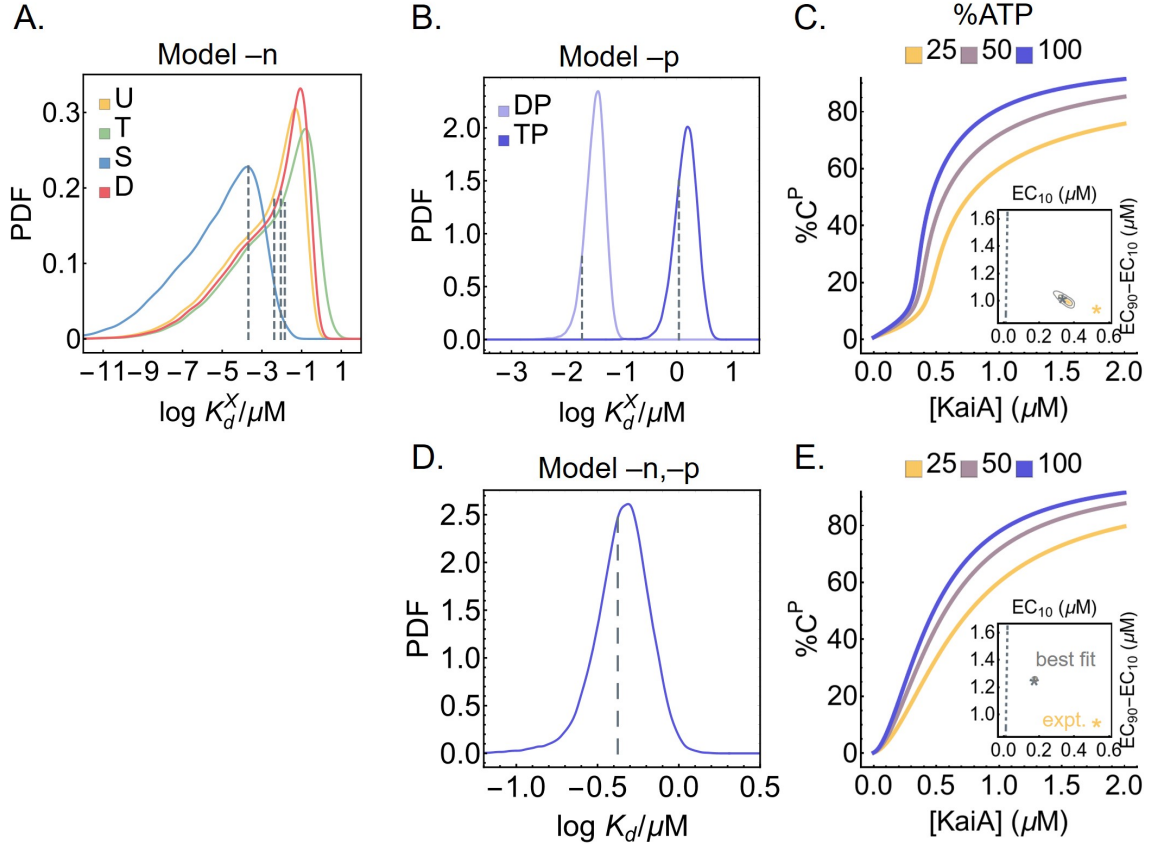 A.
Model –n
U
T
S
D
PDF
0.3
0.2
0.1
0
−11 −9 −7 −5 −3 −1 1
log K_d^X/μM
B.
Model –p
DP
TP
PDF
2.0
1.5
1.0
0.5
0.0
−3 −2 −1 0 1
log K_d^X/μM
C.
%ATP
25 50 100
%C^P
80
60
40
20
0
0.0 0.5 1.0 1.5 2.0
[KaiA] (μM)
EC₁₀ (μM)
1.6
1.4
1.2
1.0
0.0 0.2 0.4 0.6
EC₉₀−EC₁₀ (μM)
*
D.
Model –n,–p
PDF
2.5
2.0
1.5
1.0
0.5
0.0
−1.0 −0.5 0.0 0.5
log K_d/μM
E.
25 50 100
%C^P
80
60
40
20
0
0.0 0.5 1.0 1.5 2.0
[KaiA] (μM)
EC₁₀ (μM)
1.6
1.4
1.2
1.0
best fit
expt. *
0.0 0.2 0.4 0.6
EC₉₀−EC₁₀ (μM)